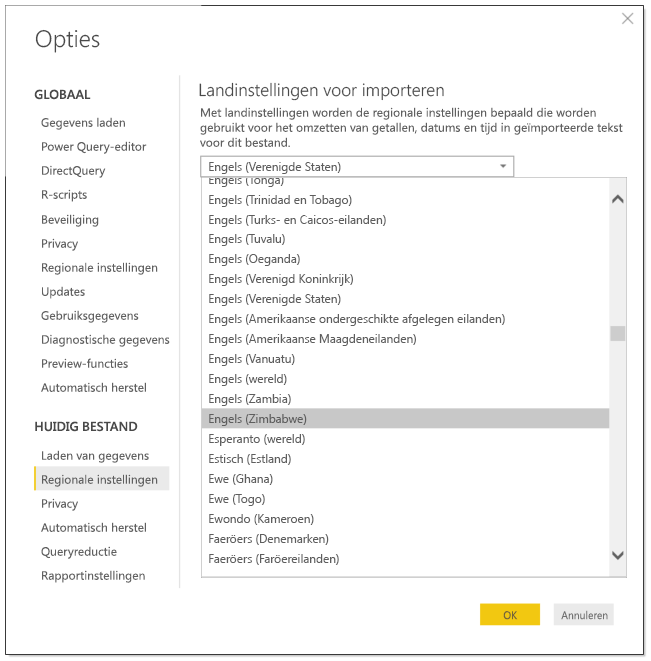 Opties
GLOBAAL
Gegevens laden
Power Query-editor
DirectQuery
R-scripts
Beveiliging
Privacy
Regionale instellingen
Updates
Gebruiksgegevens
Diagnostische gegevens
Preview-functies
Automatisch herstel
HUIDIG BESTAND
Laden van gegevens
Regionale instellingen
Privacy
Automatisch herstel
Queryreductie
Rapportinstellingen
Landinstellingen voor importeren
Met landinstellingen worden de regionale instellingen bepaald die worden
gebruikt voor het omzetten van getallen, datums en tijd in geïmporteerde tekst
voor dit bestand.
Engels (Verenigde Staten)
Engels (Tonga)
Engels (Trinidad en Tobago)
Engels (Turks- en Caicos-eilanden)
Engels (Tuvalu)
Engels (Oeganda)
Engels (Verenigd Koninkrijk)
Engels (Verenigde Staten)
Engels (Amerikaanse ondergeschikte afgelegen eilanden)
Engels (Amerikaanse Maagdeneilanden)
Engels (Vanuatu)
Engels (wereld)
Engels (Zambia)
Engels (Zimbabwe)
Esperanto (wereld)
Estisch (Estland)
Ewe (Ghana)
Ewe (Togo)
Ewondo (Kameroen)
Faeröers (Denemarken)
Faeröers (Faröereilanden)
OK
Annuleren